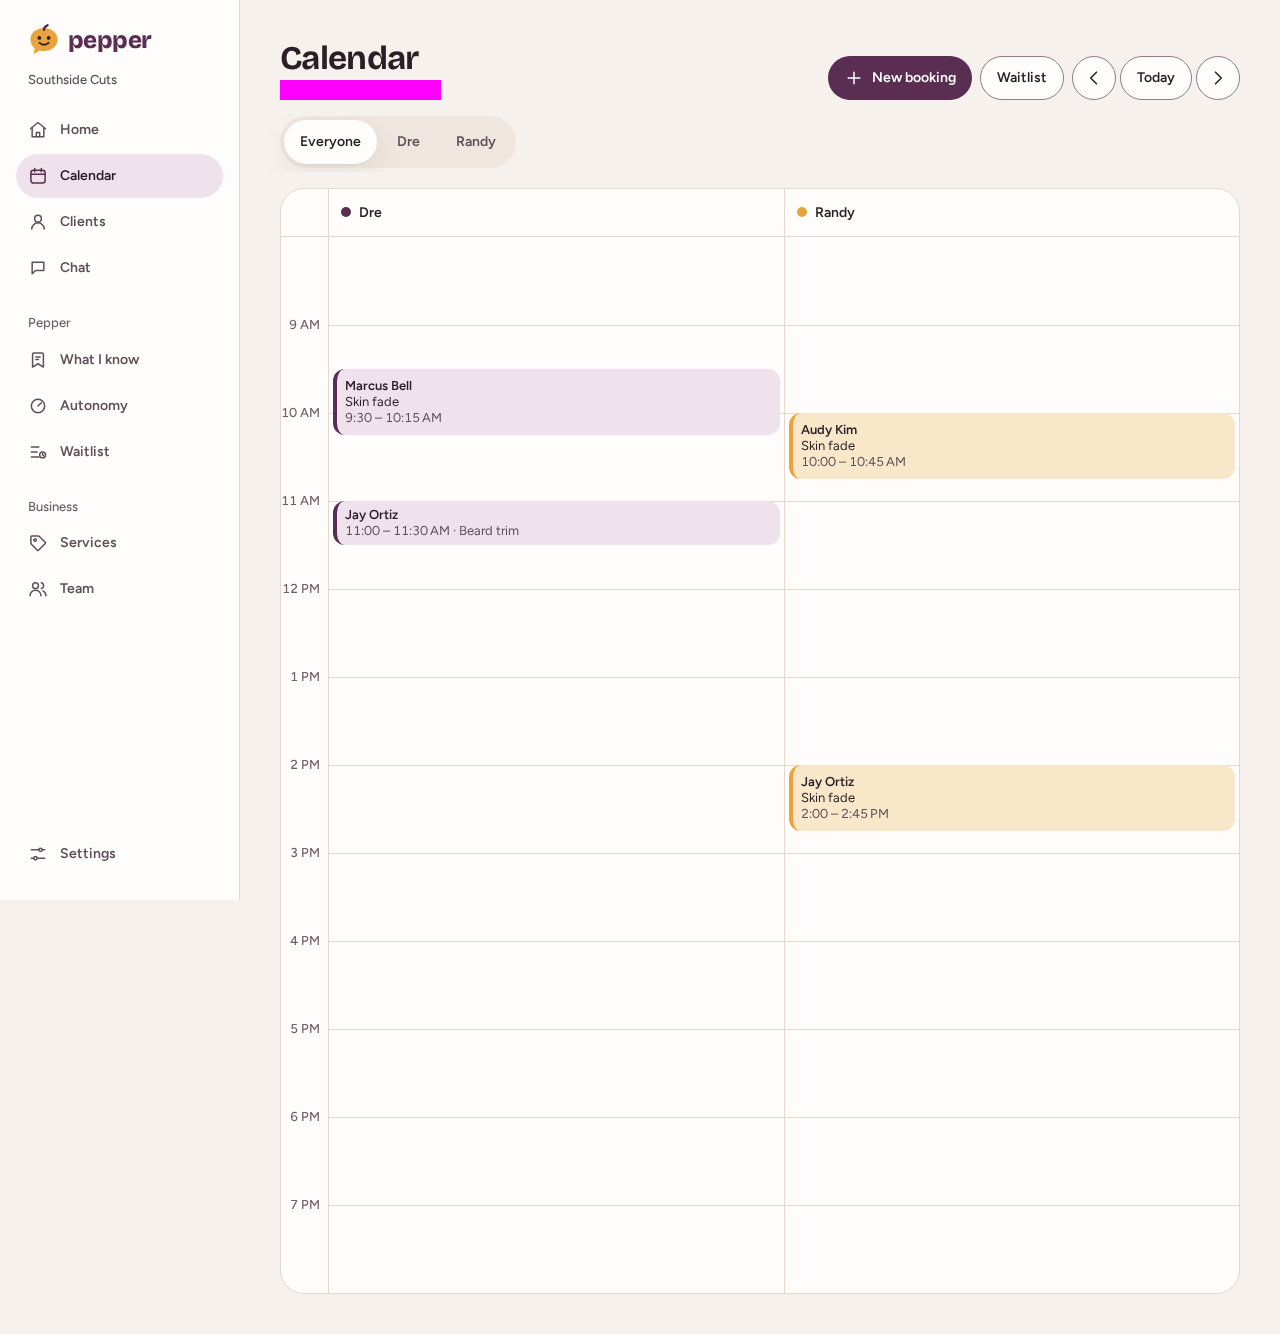 pepper
Southside Cuts
Home
Calendar
Clients
Chat
Pepper
What I know
Autonomy
Waitlist
Business
Services
Team
Settings
Calendar
New booking
Waitlist
Today
Everyone
Dre
Randy
Dre
Randy
9 AM
10 AM
11 AM
12 PM
1 PM
2 PM
3 PM
4 PM
5 PM
6 PM
7 PM
Marcus Bell
Skin fade
9:30 – 10:15 AM
Jay Ortiz
11:00 – 11:30 AM · Beard trim
Audy Kim
Skin fade
10:00 – 10:45 AM
Jay Ortiz
Skin fade
2:00 – 2:45 PM